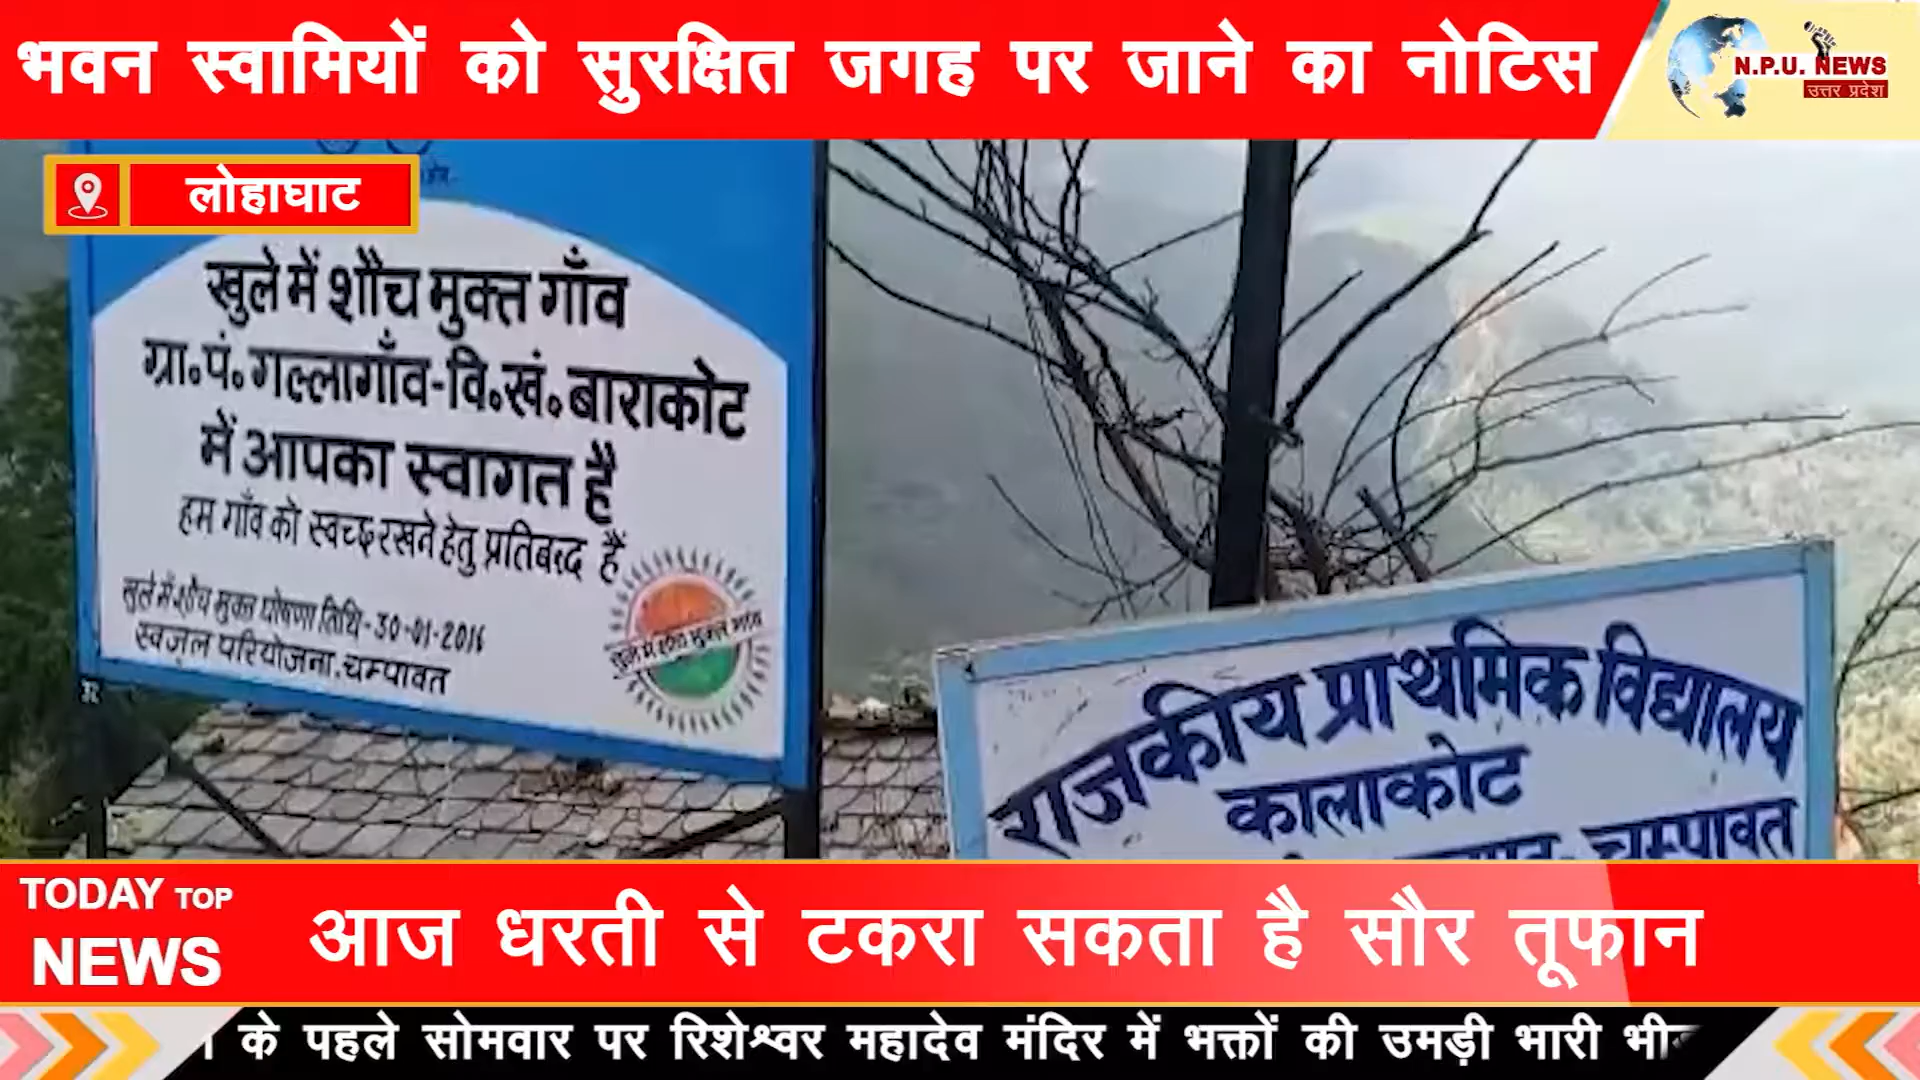 भवन स्वामियों को सुरक्षित जगह पर जाने का नोटिस
N.P.U. NEWS
उत्तर प्रदेश
लोहाघाट
खुले में शौच मुक्त गाँव
ग्रा.पं. गल्लागाँव-वि.खं. बाराकोट
में आपका स्वागत है
हम गाँव को स्वच्छ रखने हेतु प्रतिबद्ध हैं
खुले में शौच मुक्त घोषणा तिथि-30-01-2016
स्वजल परियोजना.चम्पावत
खुले में शौच मुक्त गाँव
R
राजकीय प्राथमिक विद्यालय
कालाकोट
चम्पावत
TODAY TOP
NEWS
आज धरती से टकरा सकता है सौर तूफान
के पहले सोमवार पर रिशेश्वर महादेव मंदिर में भक्तों की उमड़ी भारी